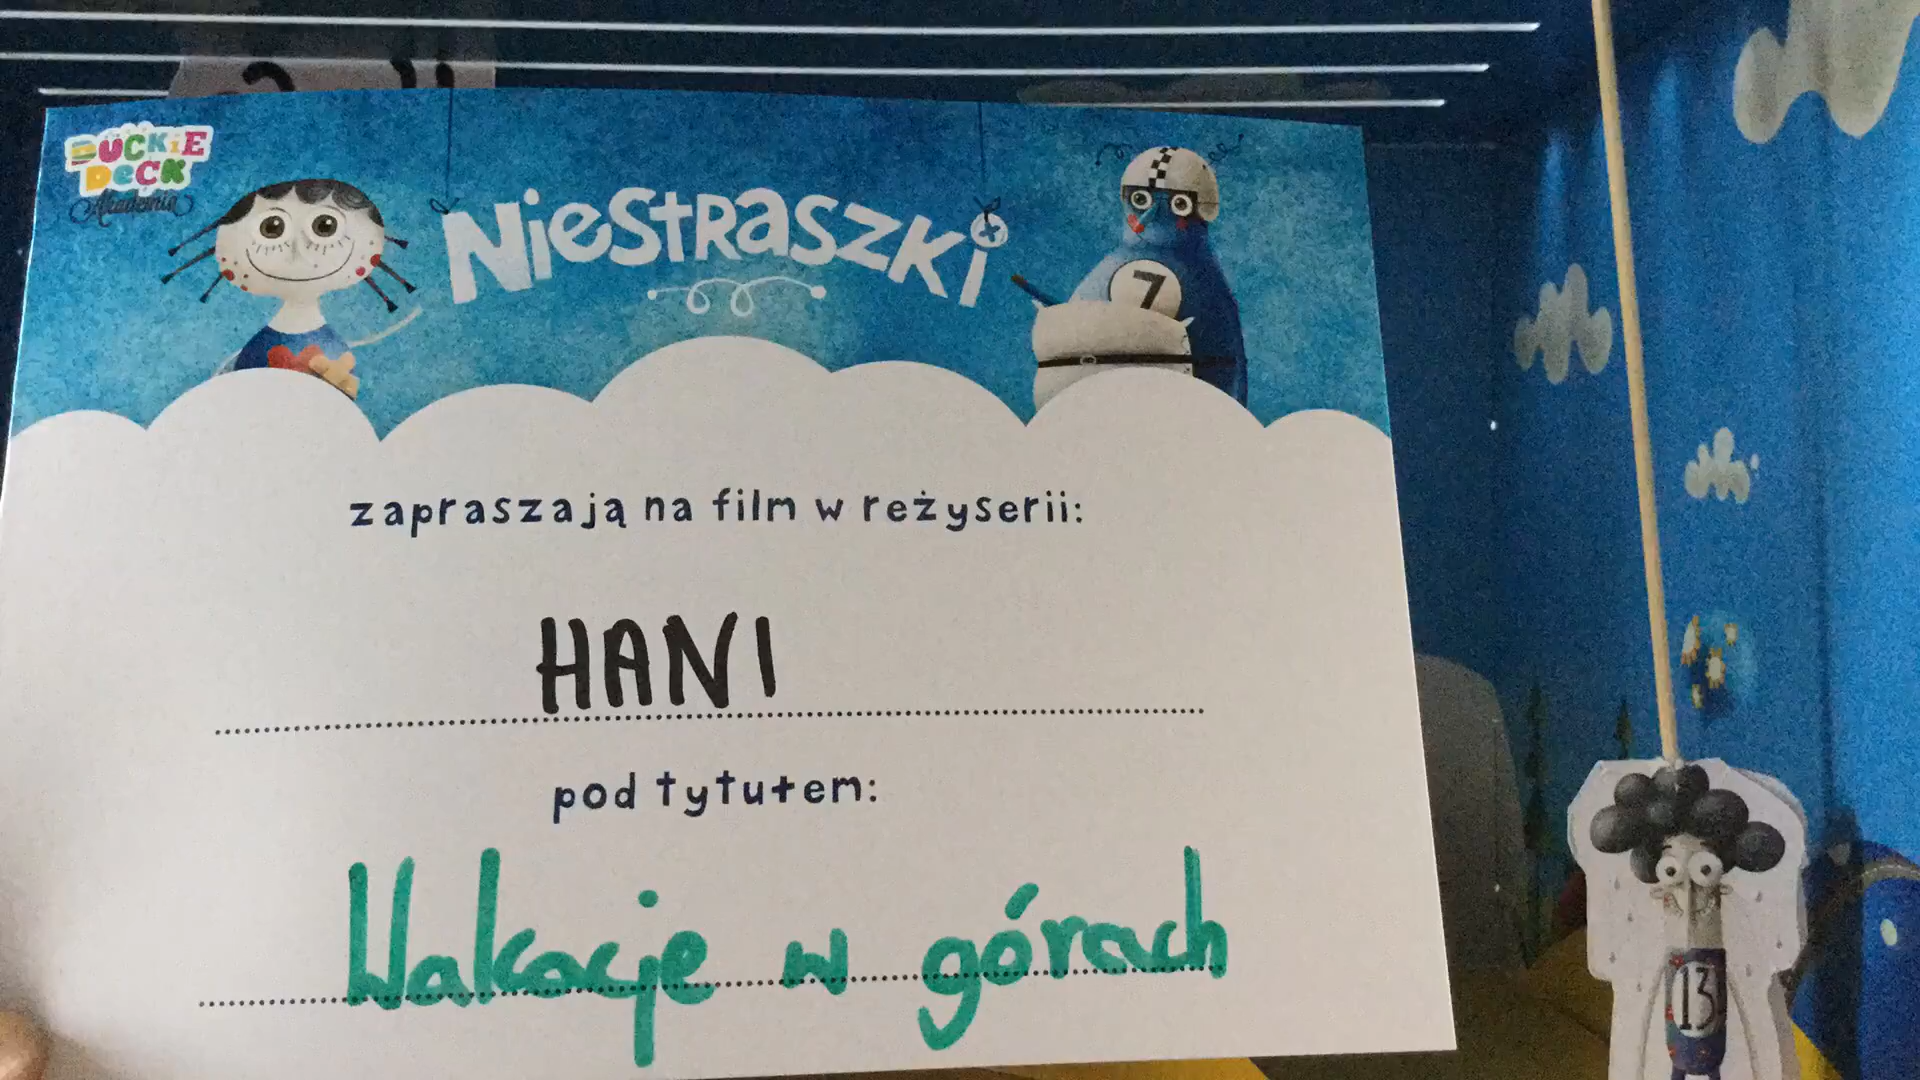 DUCKiE
DECK
Akademia
NieStRaSZKi
7
zapraszają na film w reżyserii:
HANI
pod tytułem:
Wakacje w górach
13